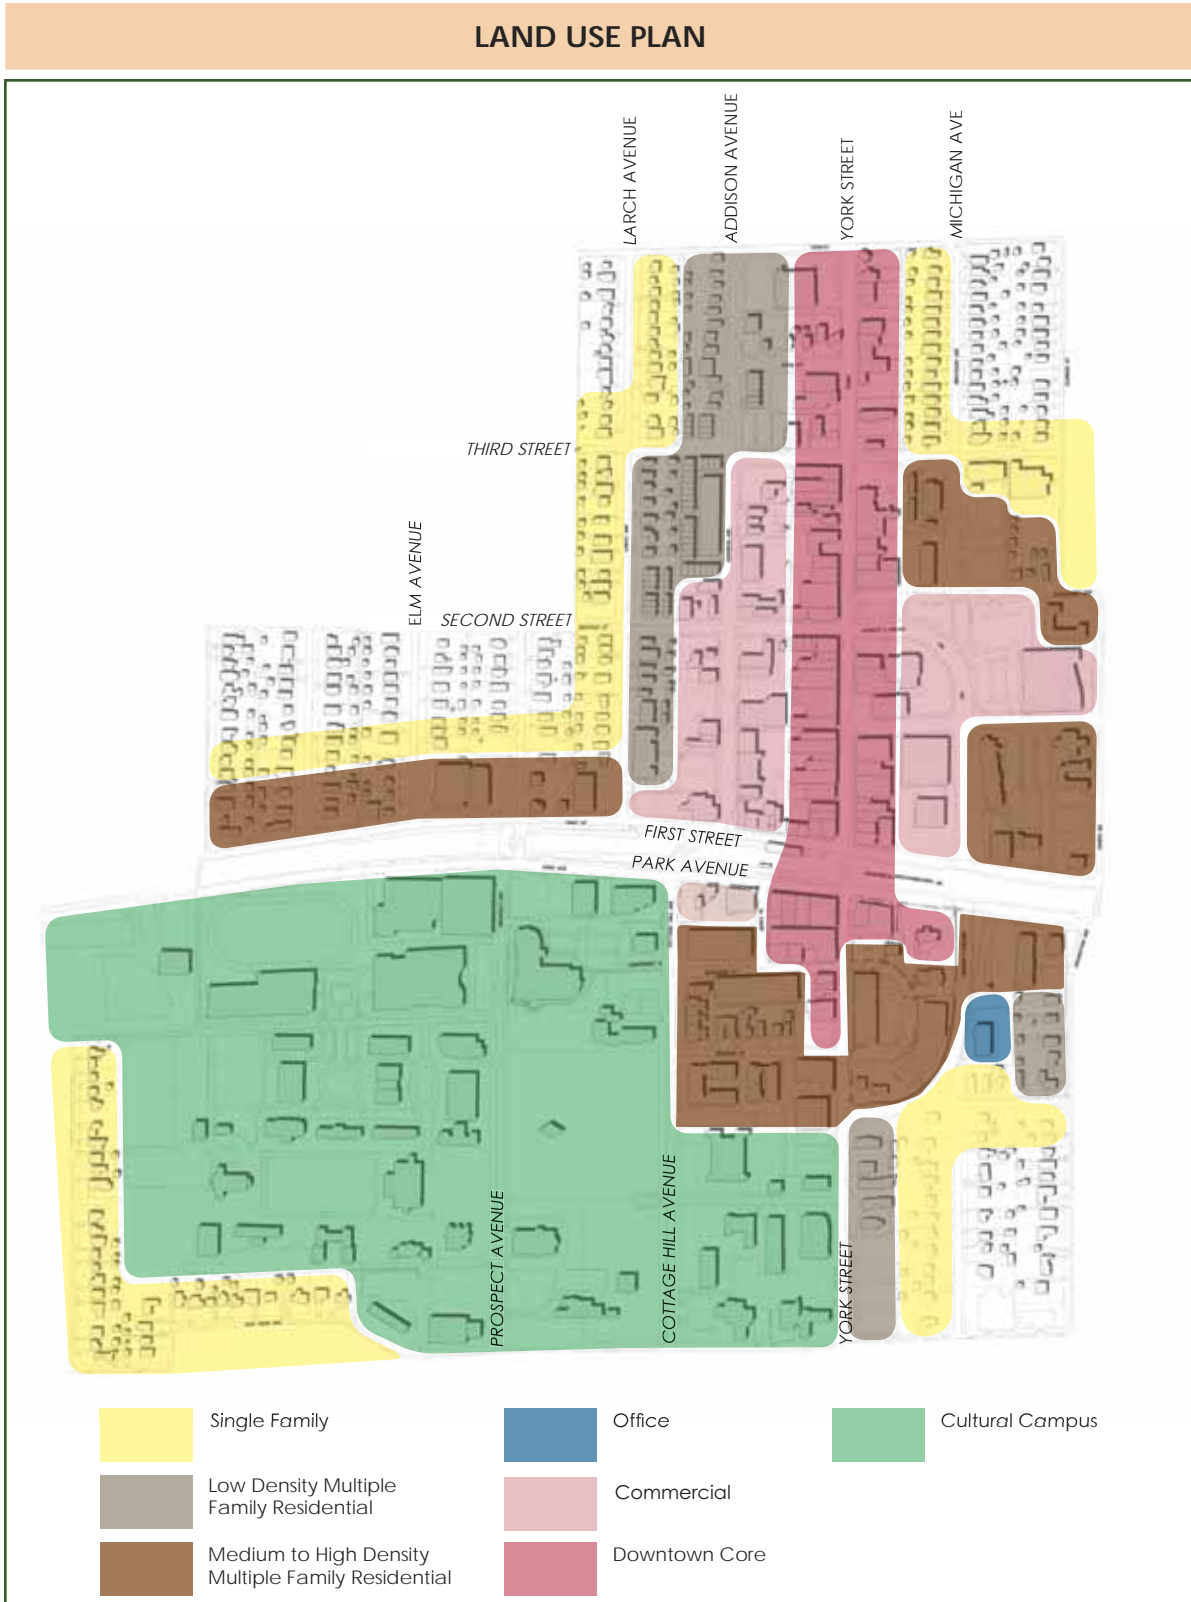 LAND USE PLAN
LARCH AVENUE
ADDISON AVENUE
YORK STREET
MICHIGAN AVE
THIRD STREET
ELM AVENUE
SECOND STREET
FIRST STREET
PARK AVENUE
PROSPECT AVENUE
COTTAGE HILL AVENUE
YORK STREET
Single Family
Office
Cultural Campus
Low Density Multiple
Family Residential
Commercial
Medium to High Density
Multiple Family Residential
Downtown Core